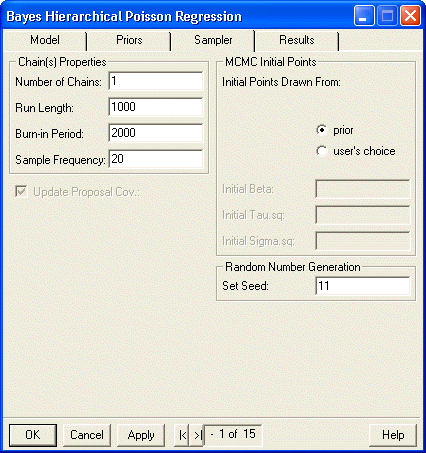 Bayes Hierarchical Poisson Regression
Model Priors Sampler Results
Chain(s) Properties
Number of Chains: 1
Run Length: 1000
Burn-in Period: 2000
Sample Frequency: 20
Update Proposal Cov.:
MCMC Initial Points
Initial Points Drawn From:
prior
user's choice
Initial Beta:
Initial Tau.sq:
Initial Sigma.sq:
Random Number Generation
Set Seed: 11
OK Cancel Apply |< >| - 1 of 15 Help